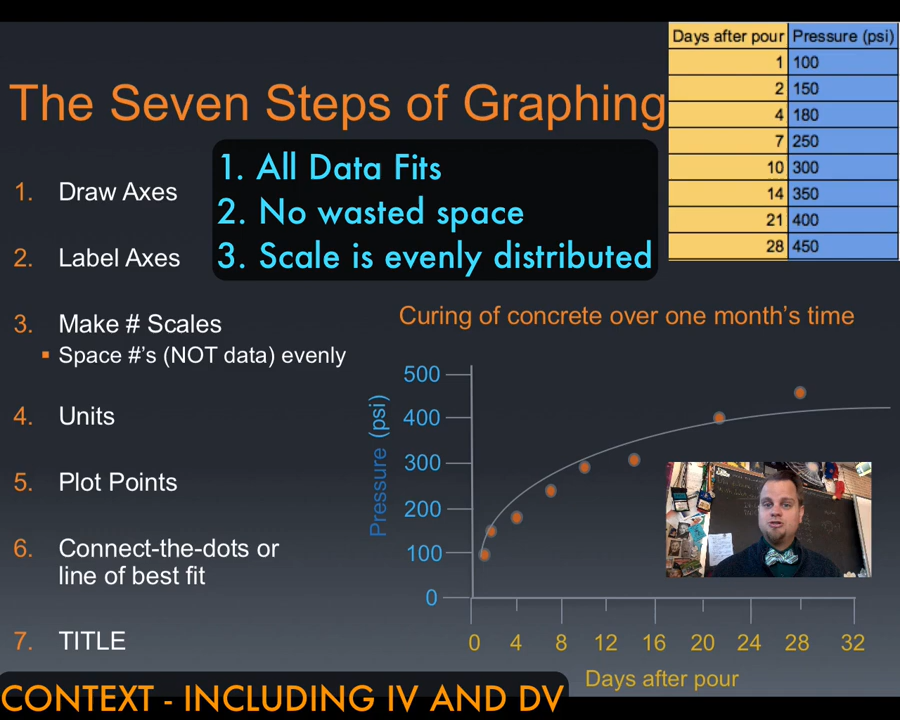 The Seven Steps of Graphing
Days after pour Pressure (psi)
1 100
2 150
4 180
7 250
10 300
14 350
21 400
28 450
1. All Data Fits
2. No wasted space
3. Scale is evenly distributed
1. Draw Axes
2. Label Axes
3. Make # Scales
▪ Space #'s (NOT data) evenly
4. Units
5. Plot Points
6. Connect-the-dots or
line of best fit
7. TITLE
CONTEXT - INCLUDING IV AND DV
Curing of concrete over one month's time
Pressure (psi)
500
400
300
200
100
0
0 4 8 12 16 20 24 28 32
Days after pour